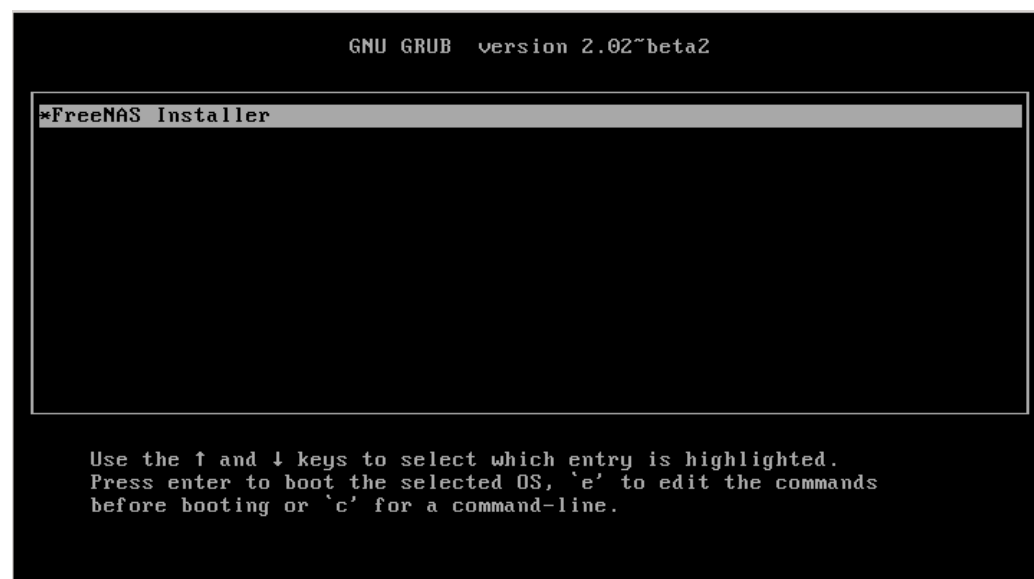 GNU GRUB version 2.02~beta2
*FreeNAS Installer
Use the ↑ and ↓ keys to select which entry is highlighted.
Press enter to boot the selected OS, `e' to edit the commands
before booting or `c' for a command-line.